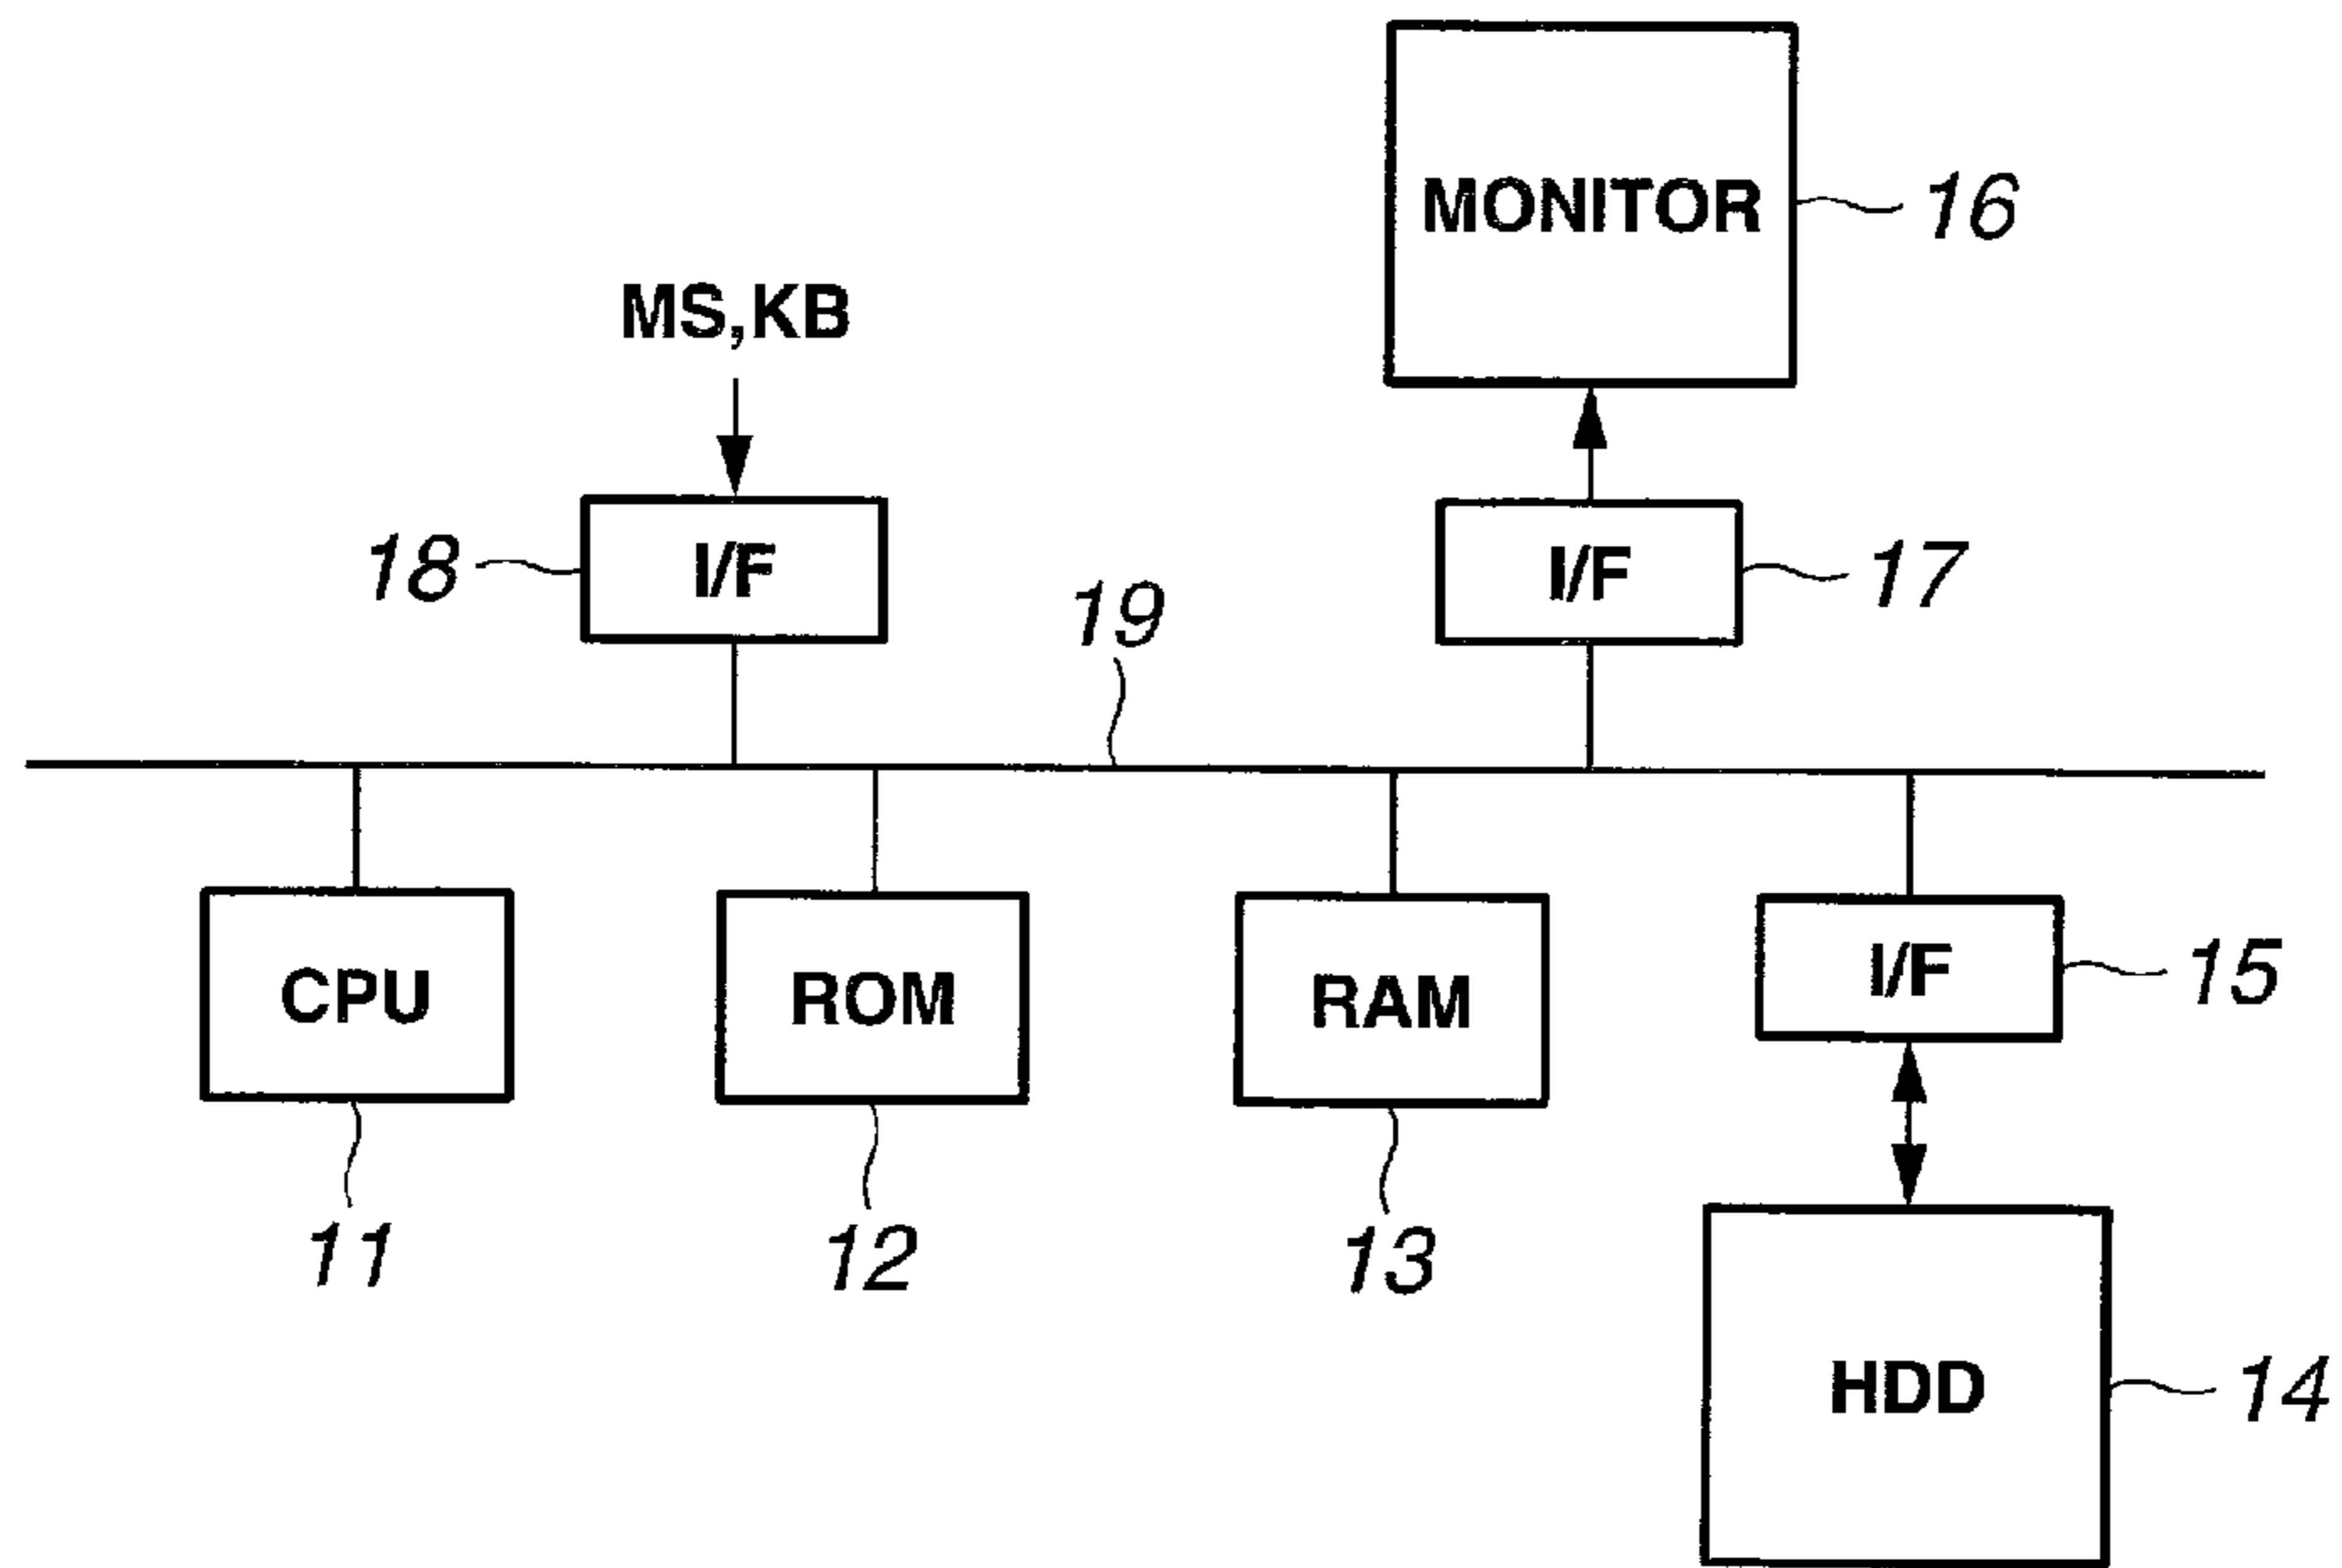 MONITOR
16
MS,KB
18
I/F
I/F
17
19
CPU
ROM
RAM
I/F
15
11
12
13
HDD
14